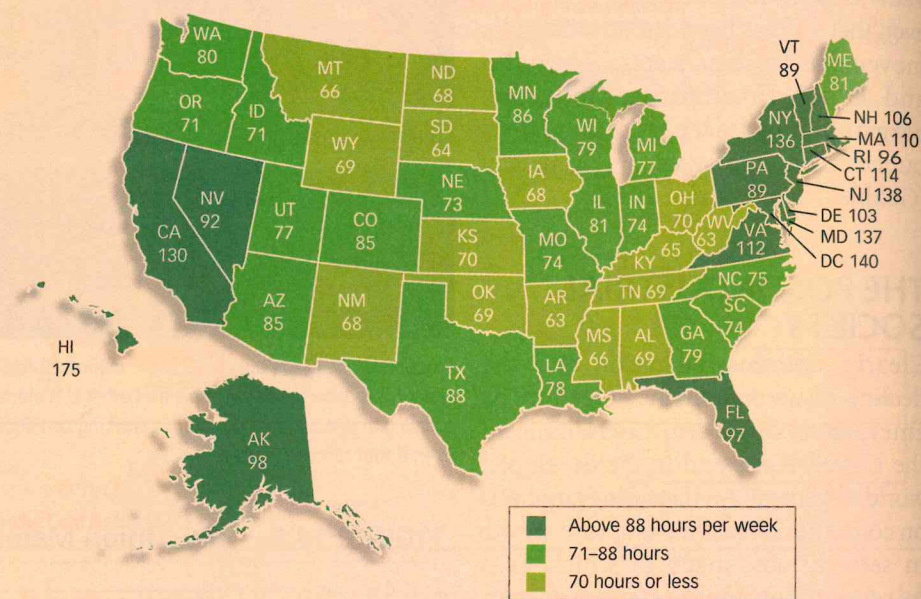 WA
80
OR
71
ID
71
MT
66
ND
68
MN
86
WI
79
MI
77
VT
89
ME
81
NY
136
NH 106
MA 110
RI 96
CT 114
NJ 138
PA
89
DE 103
MD 137
DC 140
WY
69
SD
64
IA
68
NE
73
IL
81
IN
74
OH
70
WV
63
VA
112
CA
130
NV
92
UT
77
CO
85
KS
70
MO
74
KY
65
NC 75
TN 69
SC
74
AZ
85
NM
68
OK
69
AR
63
MS
66
AL
69
GA
79
TX
88
LA
78
FL
97
HI
175
AK
98
Above 88 hours per week
71–88 hours
70 hours or less